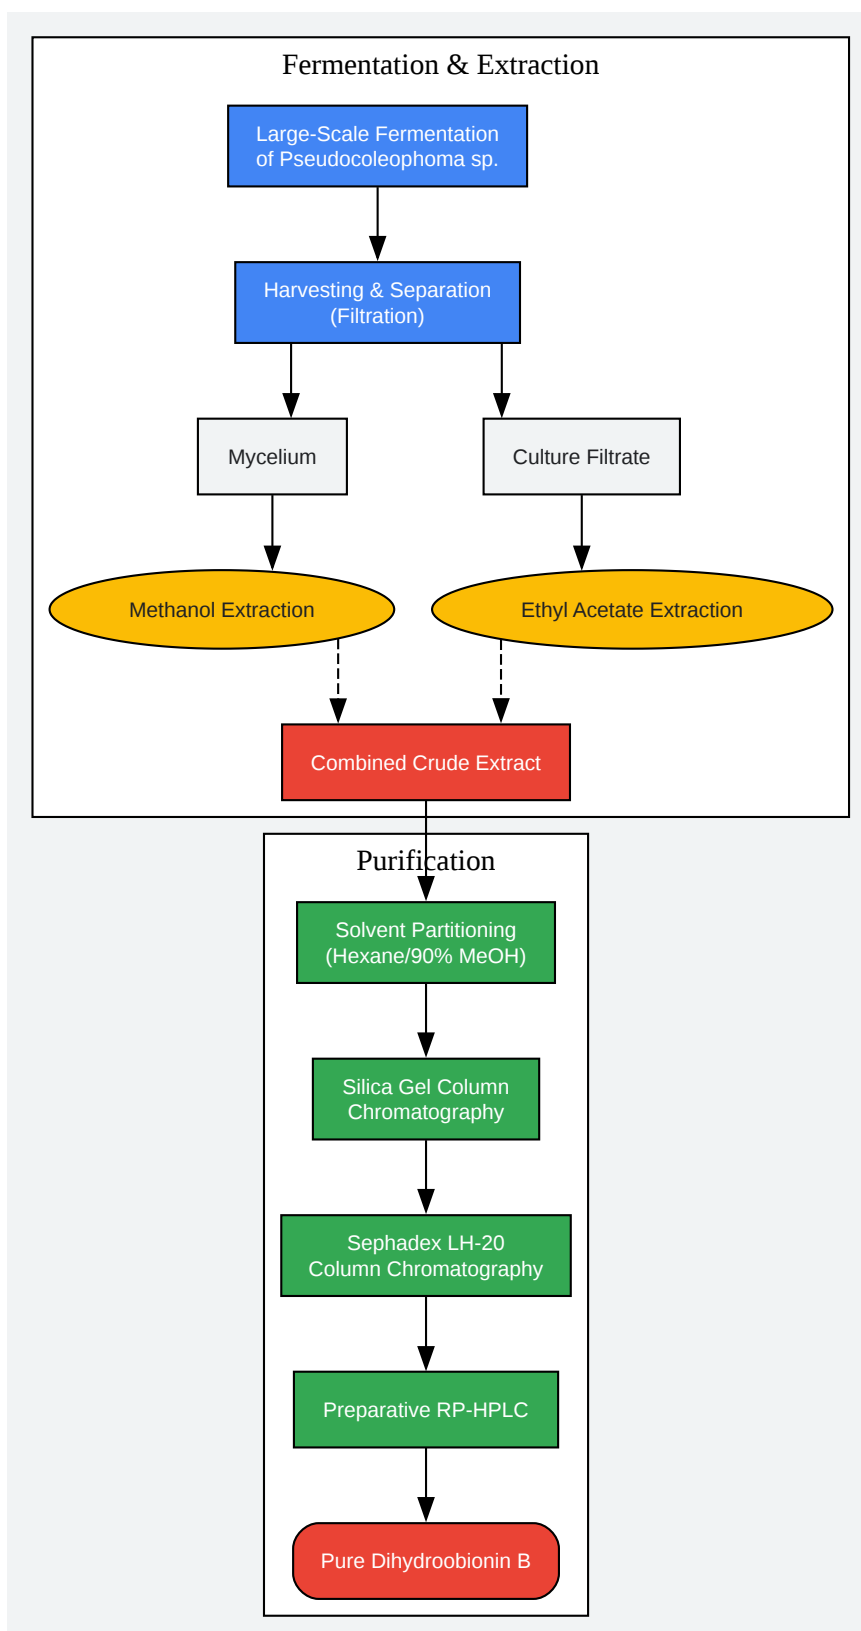 Fermentation & Extraction
Large-Scale Fermentation
of Pseudocoleophoma sp.
Harvesting & Separation
(Filtration)
Mycelium
Culture Filtrate
Methanol Extraction
Ethyl Acetate Extraction
Combined Crude Extract
Purification
Solvent Partitioning
(Hexane/90% MeOH)
Silica Gel Column
Chromatography
Sephadex LH-20
Column Chromatography
Preparative RP-HPLC
Pure Dihydroobionin B